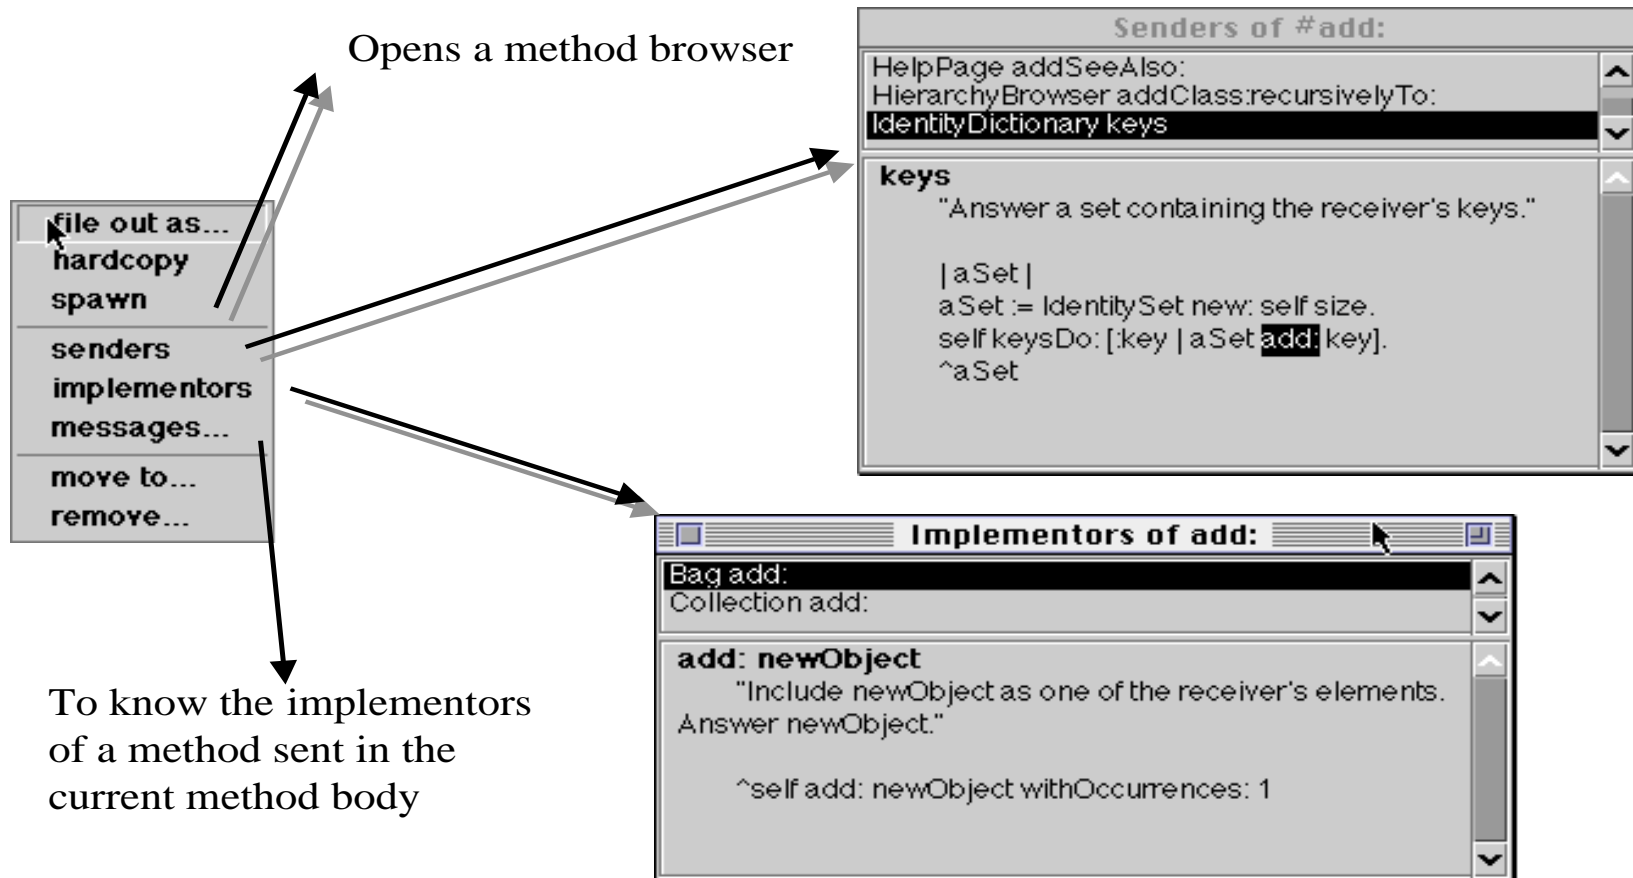 Opens a method browser
file out as...
hardcopy
spawn
senders
implementors
messages...
move to...
remove...
To know the implementors
of a method sent in the
current method body
Senders of #add:
HelpPage addSeeAlso:
HierarchyBrowser addClass:recursivelyTo:
IdentityDictionary keys
keys
"Answer a set containing the receiver's keys."
| aSet |
aSet := IdentitySet new: self size.
self keysDo: [:key | aSet add: key].
^aSet
Implementors of add:
Bag add:
Collection add:
add: newObject
"Include newObject as one of the receiver's elements.
Answer newObject."
^self add: newObject withOccurrences: 1